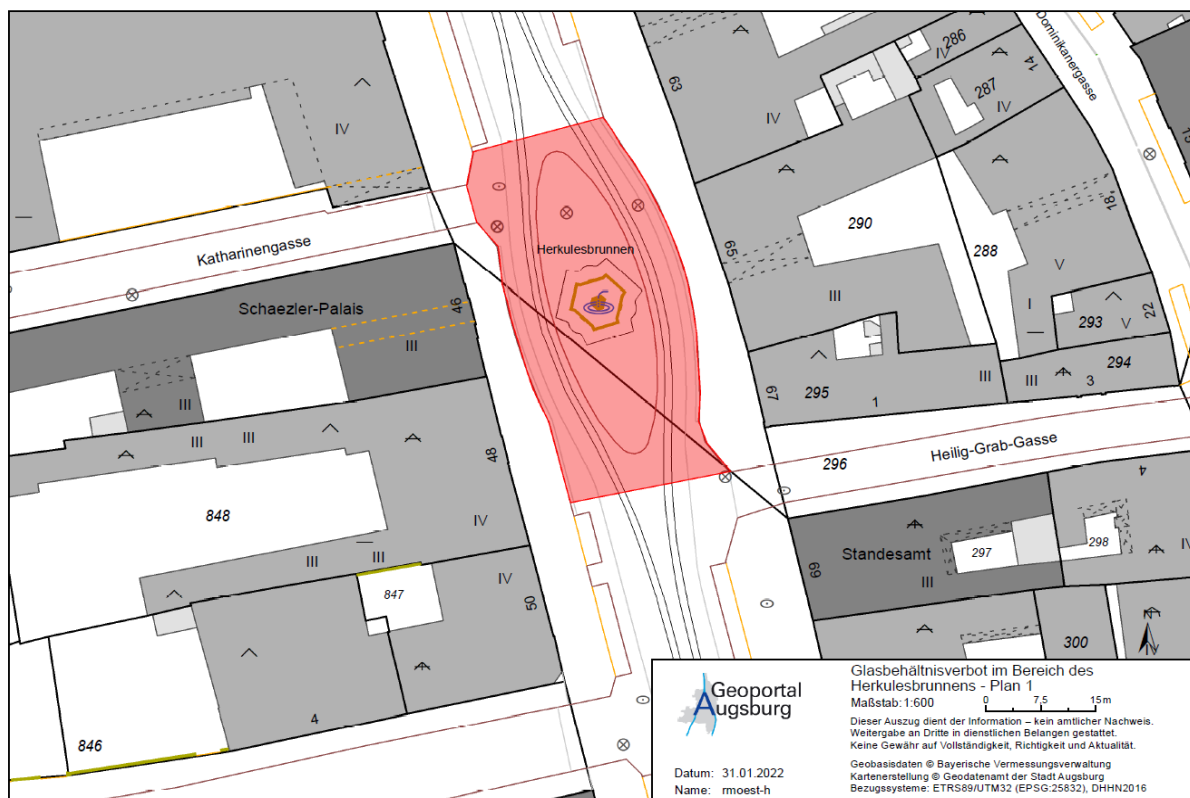 286
IV
Dominikanergasse
14
287
IV
63
IV
IV
15
Katharinengasse
Herkulesbrunnen
65
290
18
288
Schaezler-Palais
46
III
III
V
I
293
22
V
III
67
295
1
III
III
3
294
III
III
48
296
Heilig-Grab-Gasse
4
848
IV
Standesamt
297
298
IV
III
III
69
III
847
IV
50
300
N
4
846
Geoportal
Augsburg
Datum: 31.01.2022
Name: rmoest-h
Glasbehältnisverbot im Bereich des
Herkulesbrunnens - Plan 1
Maßstab: 1:600
0 7,5 15m
Dieser Auszug dient der Information – kein amtlicher Nachweis.
Weitergabe an Dritte in dienstlichen Belangen gestattet.
Keine Gewähr auf Vollständigkeit, Richtigkeit und Aktualität.
Geobasisdaten © Bayerische Vermessungsverwaltung
Kartenerstellung © Geodatenamt der Stadt Augsburg
Bezugssysteme: ETRS89/UTM32 (EPSG:25832), DHHN2016